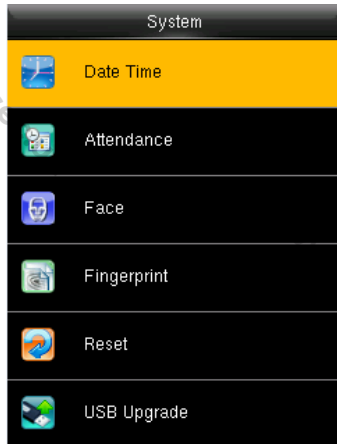 System
Date Time
Attendance
Face
Fingerprint
Reset
USB Upgrade